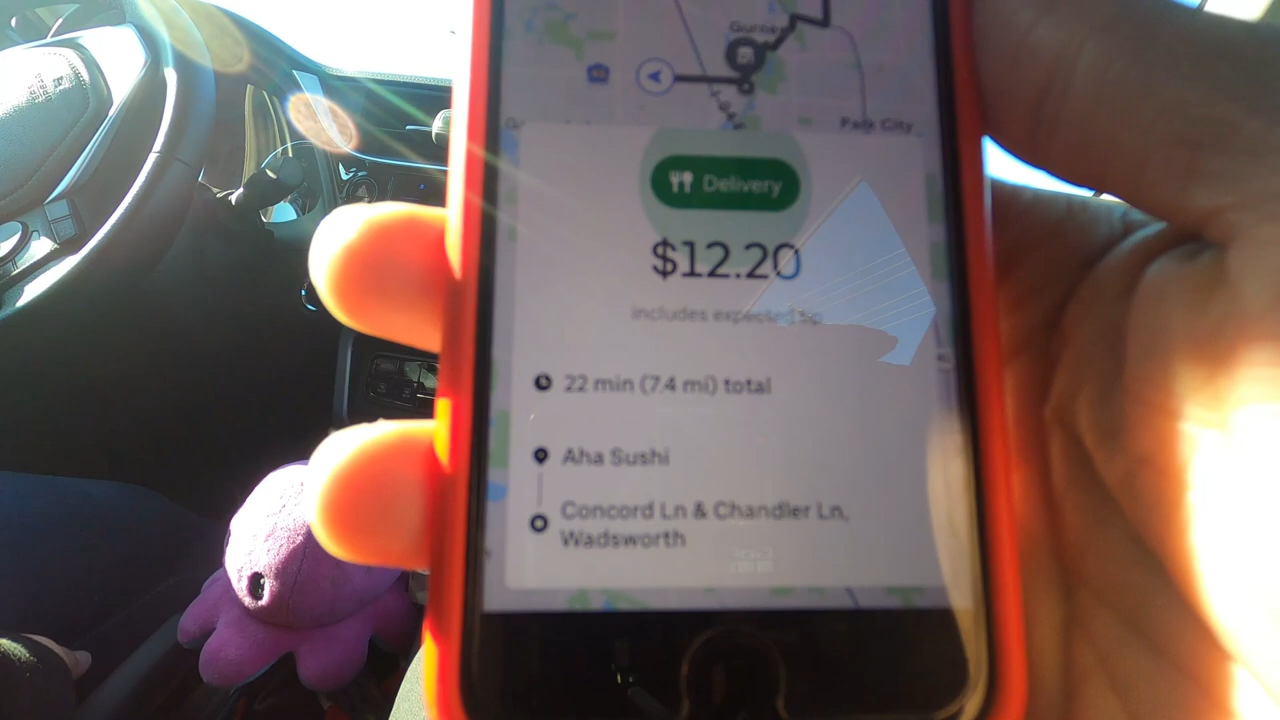 Gurnee
Park City
Delivery
$12.20
includes expected tip
22 min (7.4 mi) total
Aha Sushi
Concord Ln & Chandler Ln,
Wadsworth